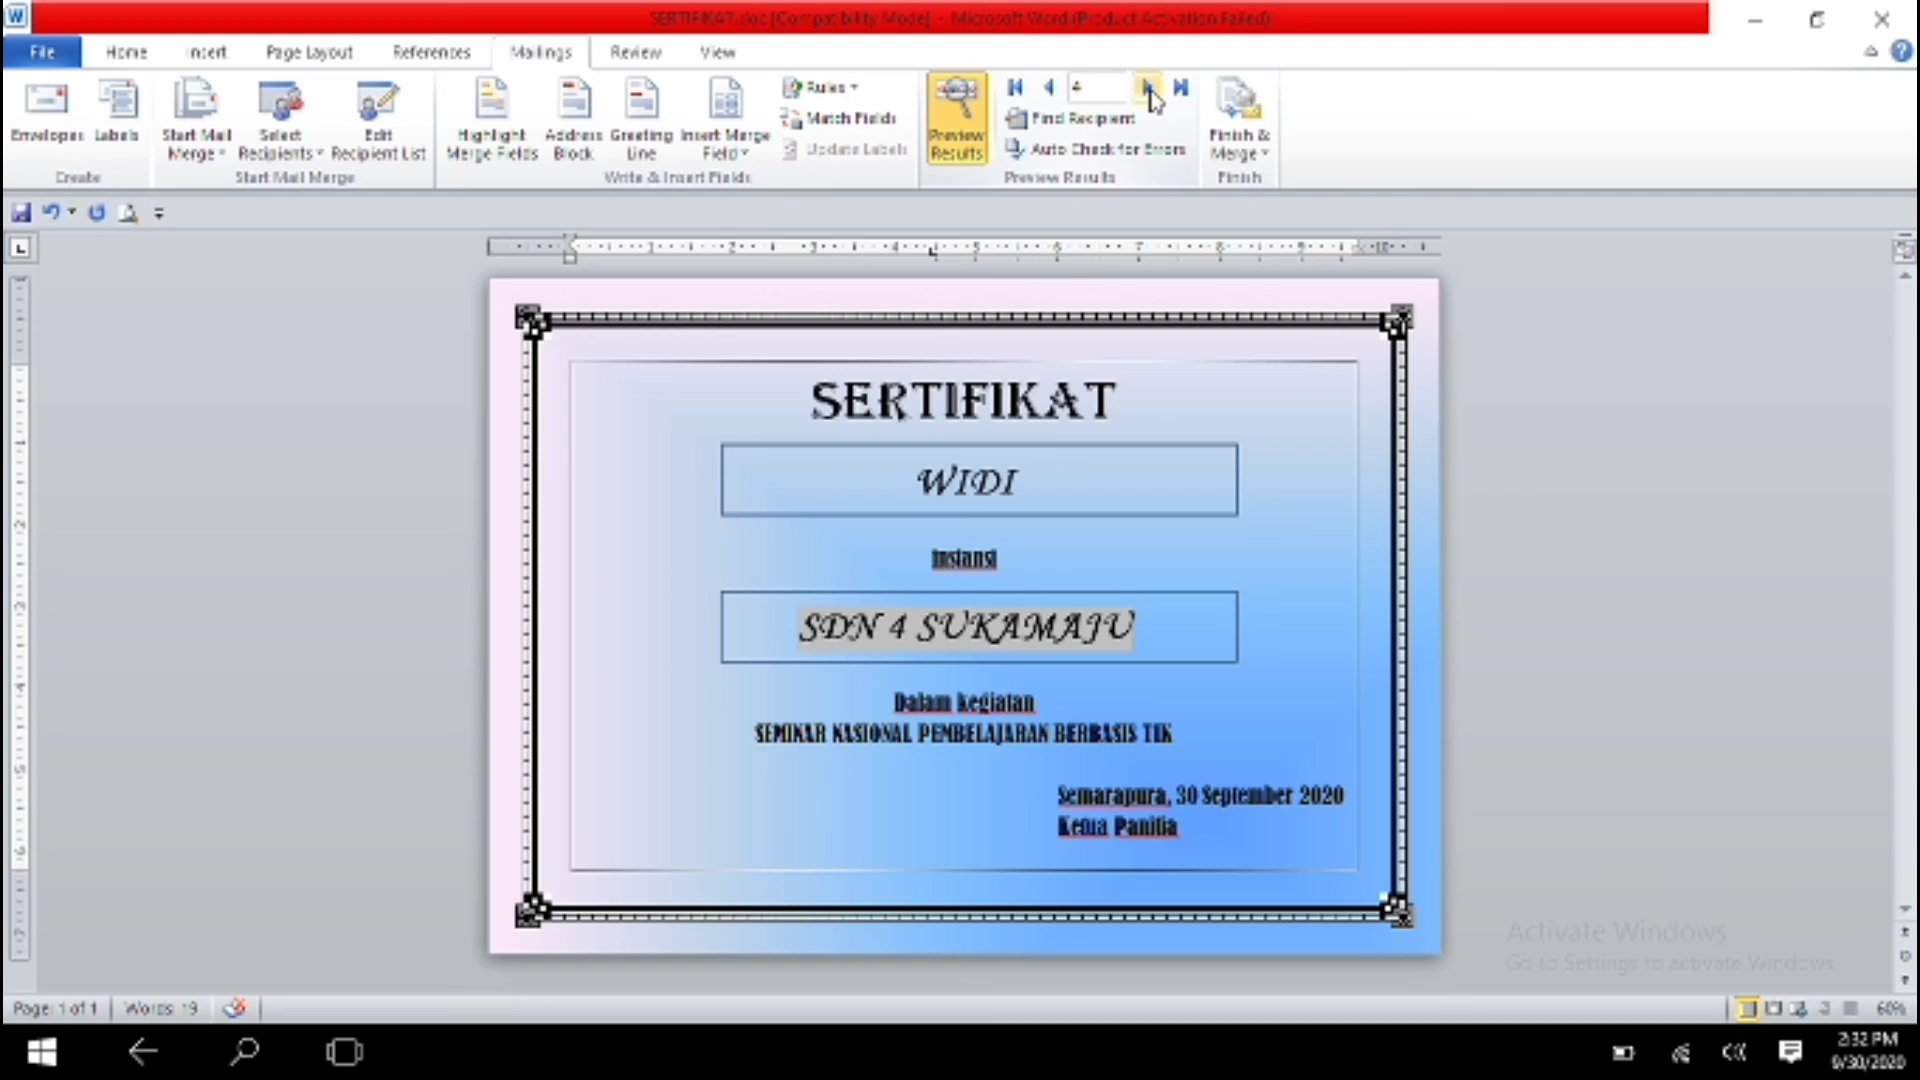 W
SERTIFIKAT.doc [Compatibility Mode] - Microsoft Word (Product Activation Failed)
File Home Insert Page Layout References Mailings Review View
Envelopes Labels
Create
Start Mail Merge
Select Recipients
Edit Recipient List
Start Mail Merge
Highlight Merge Fields
Address Block
Greeting Line
Insert Merge Field
Rules
Match Fields
Update Labels
Write & Insert Fields
Preview Results
4
Find Recipient
Auto Check for Errors
Preview Results
Finish & Merge
Finish
SERTIFIKAT
WIDI
instansi
SDN 4 SUKAMAJU
Dalam kegiatan
SEMINAR NASIONAL PEMBELAJARAN BERBASIS TIK
Semarapura, 30 September 2020
Ketua Panitia
Activate Windows
Go to Settings to activate Windows.
Page: 1 of 1 Words: 19
60%
2:32 PM
9/30/2020